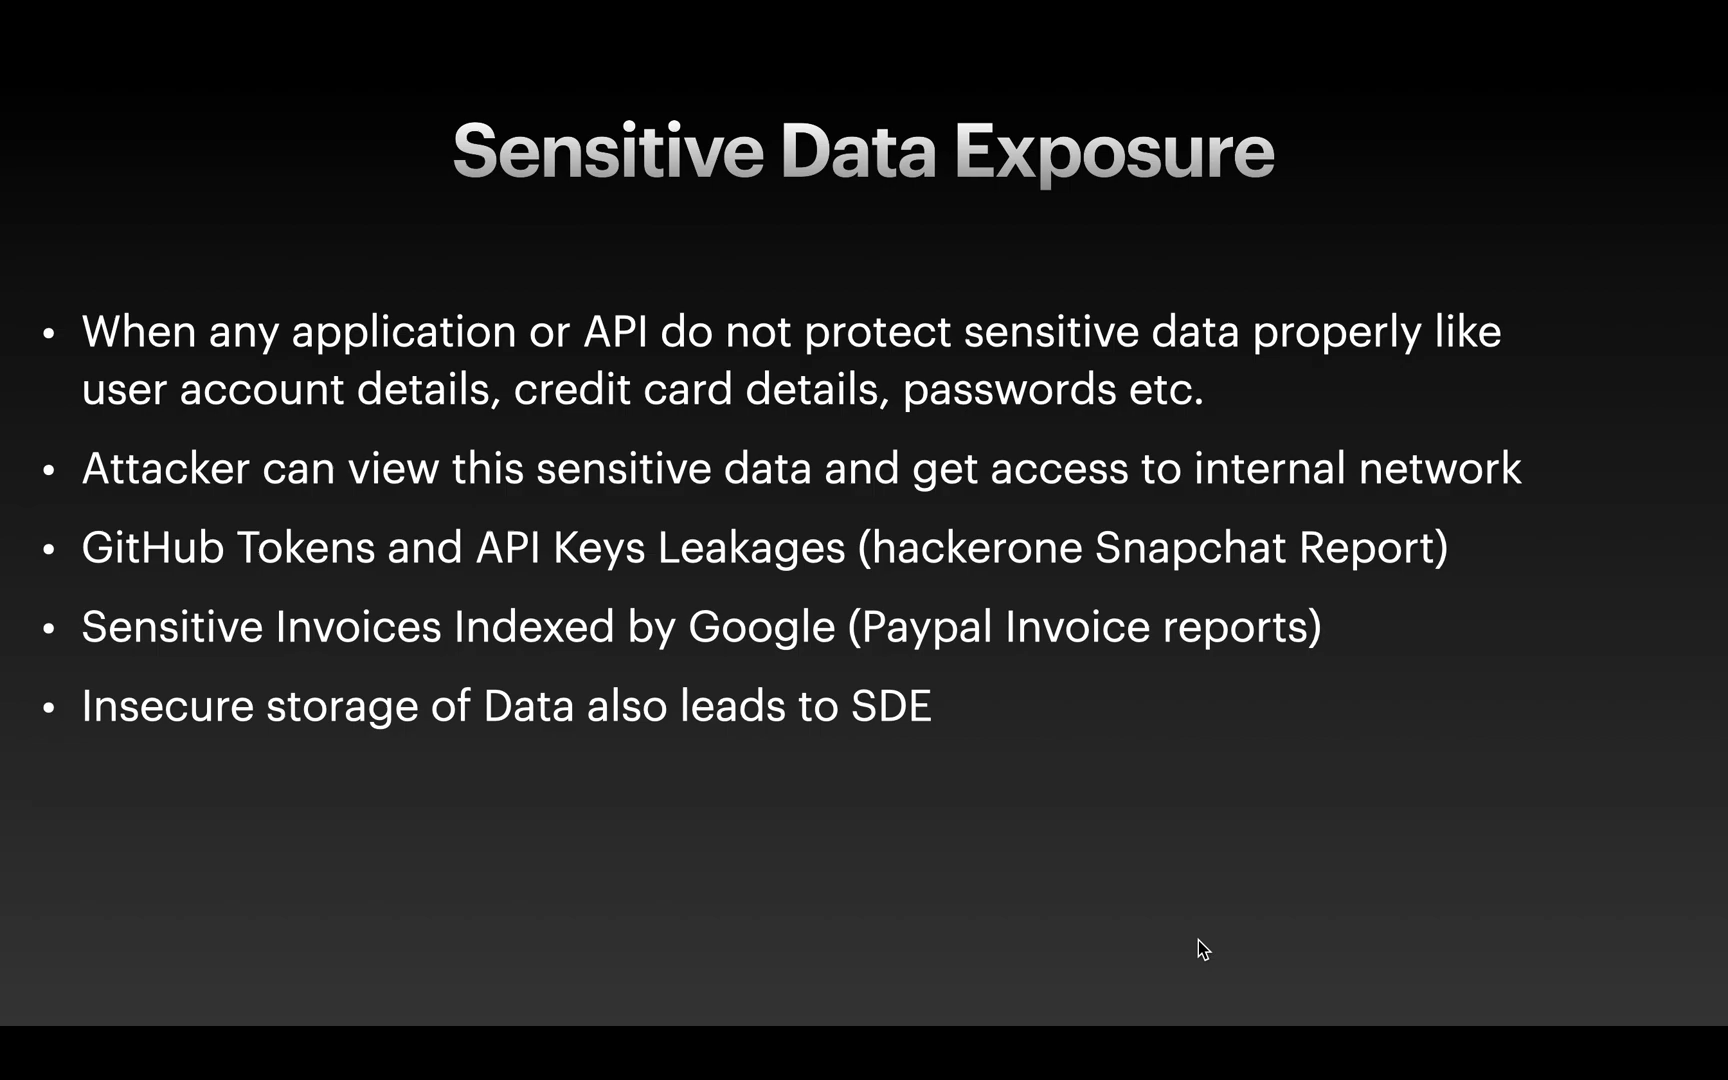 Sensitive Data Exposure
• When any application or API do not protect sensitive data properly like
user account details, credit card details, passwords etc.
• Attacker can view this sensitive data and get access to internal network
• GitHub Tokens and API Keys Leakages (hackerone Snapchat Report)
• Sensitive Invoices Indexed by Google (Paypal Invoice reports)
• Insecure storage of Data also leads to SDE